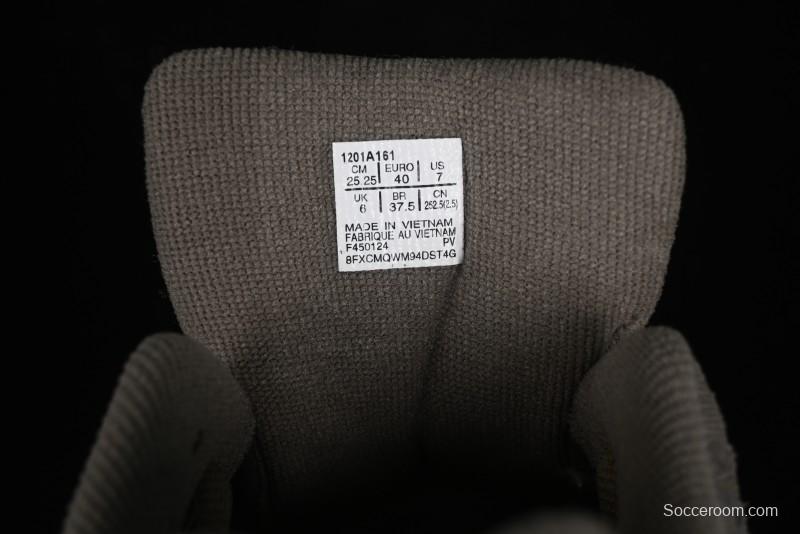 1201A161
CM | EURO | US
25.25 | 40 | 7
UK | BR | CN
6 | 37.5 | 252.5(2.5)
MADE IN VIETNAM
FABRIQUE AU VIETNAM
F450124 PV
8FXCMQWM94DST4G
Socceroom.com